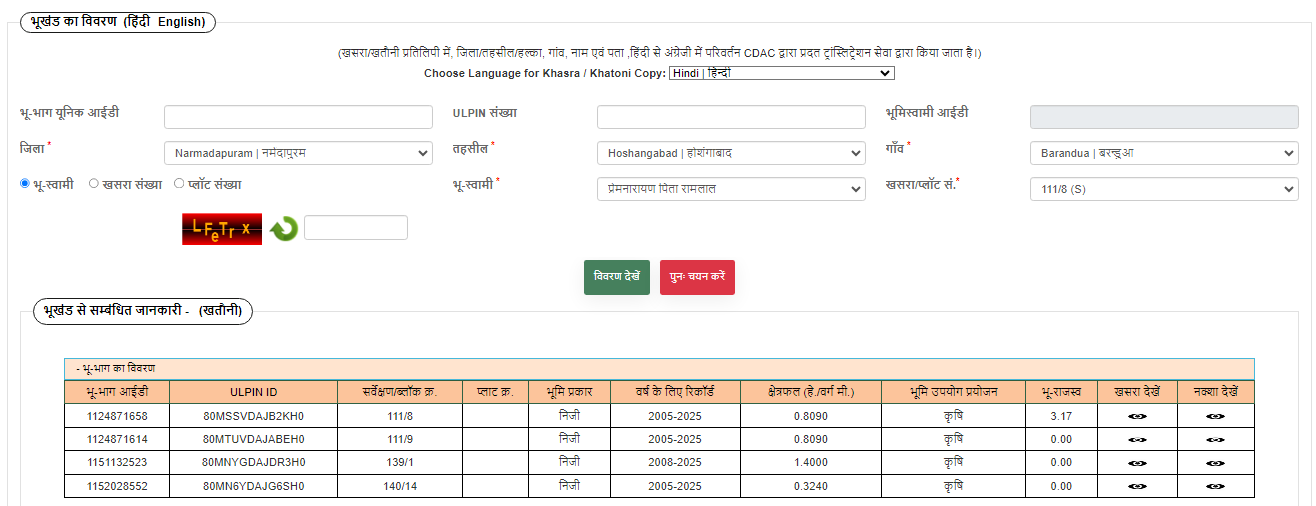 भूखंड का विवरण (हिंदी English)
(खसरा/खतौनी प्रतिलिपी में, जिला/तहसील/हल्का, गांव, नाम एवं पता ,हिंदी से अंग्रेजी में परिवर्तन CDAC द्वारा प्रदत ट्रांस्लिट्रेशन सेवा द्वारा किया जाता है।)
Choose Language for Khasra / Khatoni Copy: Hindi | हिन्दी
भू-भाग यूनिक आईडी ULPIN संख्या भूमिस्वामी आईडी
जिला * Narmadapuram | नर्मदापुरम तहसील * Hoshangabad | होशंगाबाद गाँव * Barandua | बरन्डुआ
भू-स्वामी खसरा संख्या प्लॉट संख्या भू-स्वामी * प्रेमनारायण पिता रामलाल खसरा/प्लॉट सं.* 111/8 (S)
LFeTrx
विवरण देखें पुनः चयन करें
भूखंड से सम्बंधित जानकारी - (खतौनी)
- भू-भाग का विवरण
भू-भाग आईडी ULPIN ID सर्वेक्षण/ब्लॉक क्र. प्लाट क्र. भूमि प्रकार वर्ष के लिए रिकॉर्ड क्षेत्रफल (हे./वर्ग मी.) भूमि उपयोग प्रयोजन भू-राजस्व खसरा देखें नक्शा देखें
1124871658 80MSSVDAJB2KH0 111/8 निजी 2005-2025 0.8090 कृषि 3.17
1124871614 80MTUVDAJABEH0 111/9 निजी 2005-2025 0.8090 कृषि 0.00
1151132523 80MNYGDAJDR3H0 139/1 निजी 2008-2025 1.4000 कृषि 0.00
1152028552 80MN6YDAJG6SH0 140/14 निजी 2005-2025 0.3240 कृषि 0.00